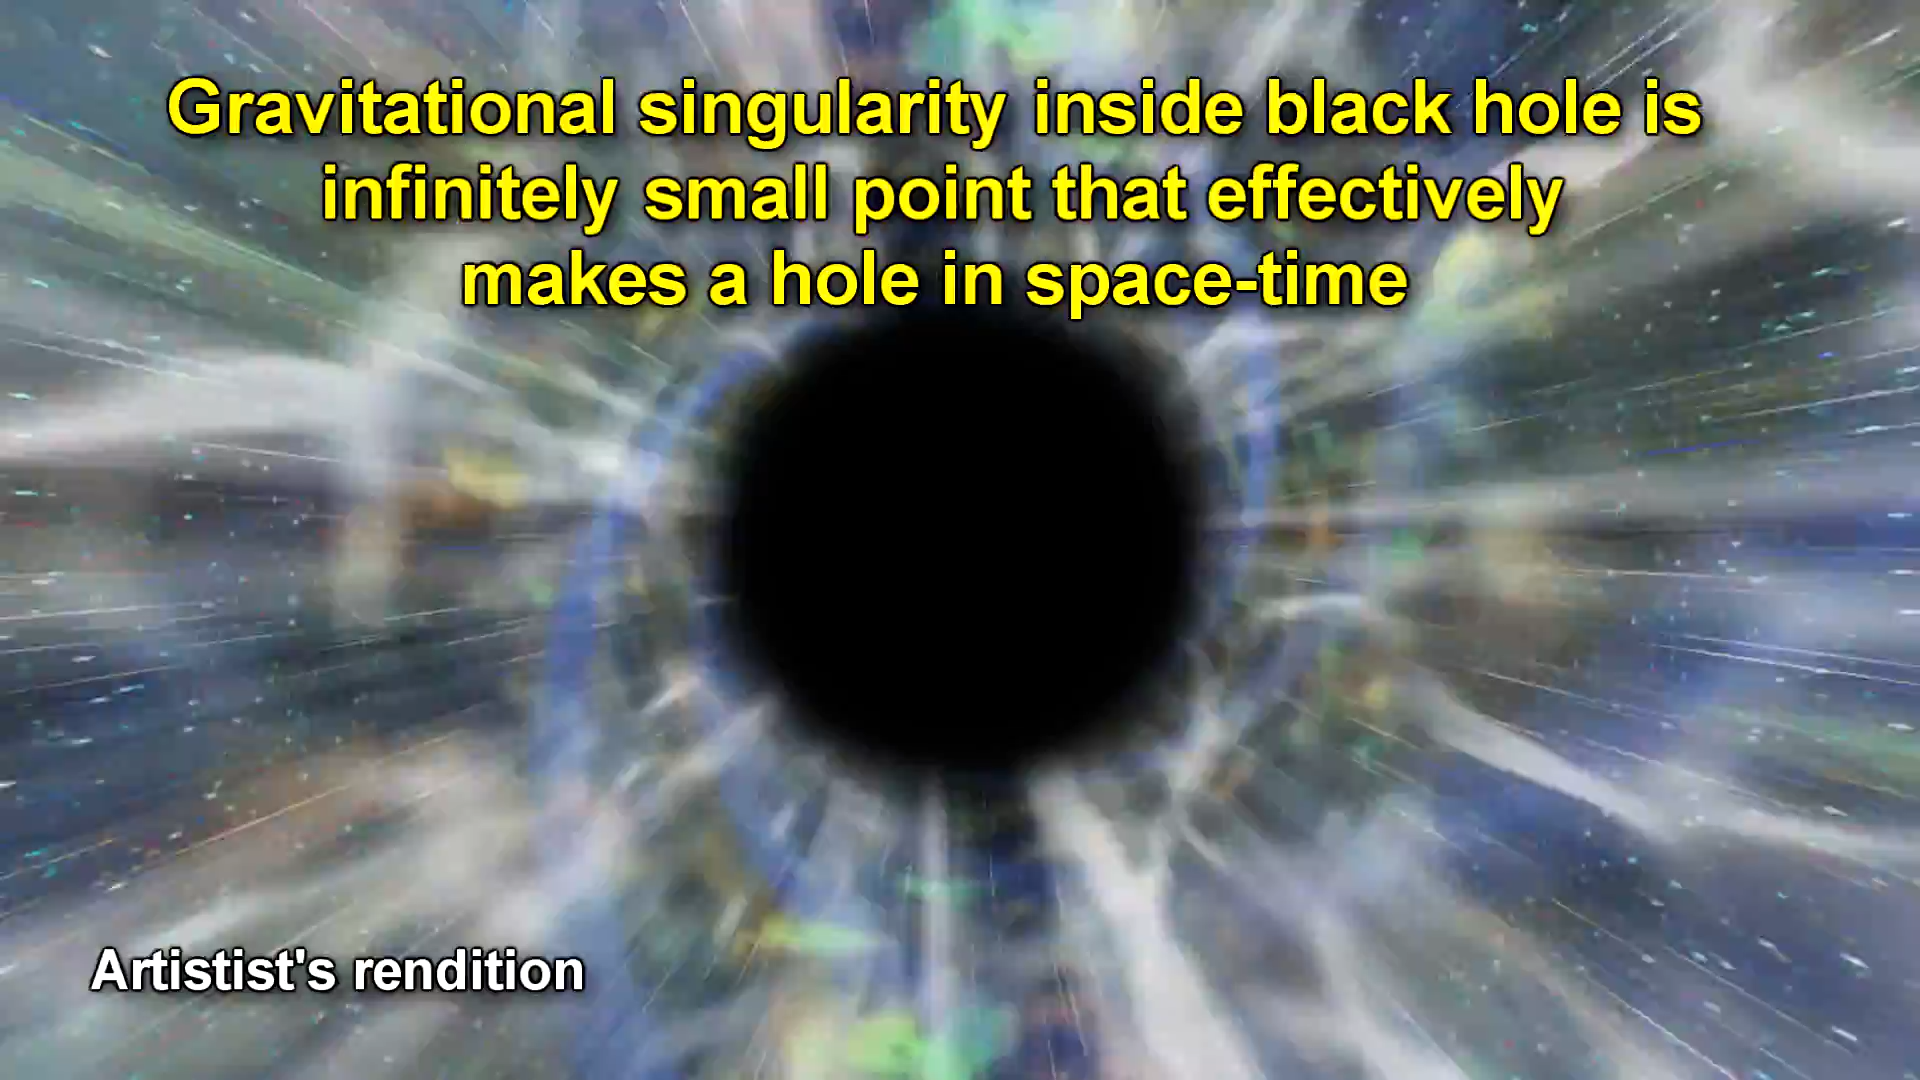 Gravitational singularity inside black hole is
infinitely small point that effectively
makes a hole in space-time
Artistist's rendition